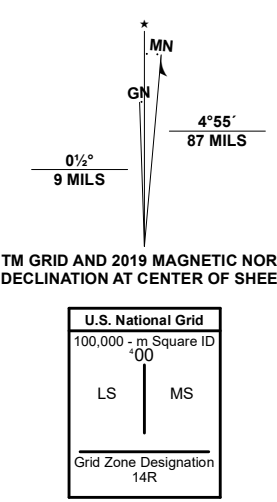 ★
MN
GN
4°55´
87 MILS
0½°
9 MILS
TM GRID AND 2019 MAGNETIC NOR
DECLINATION AT CENTER OF SHEE
U.S. National Grid
100,000 - m Square ID
⁴00
LS MS
Grid Zone Designation
14R